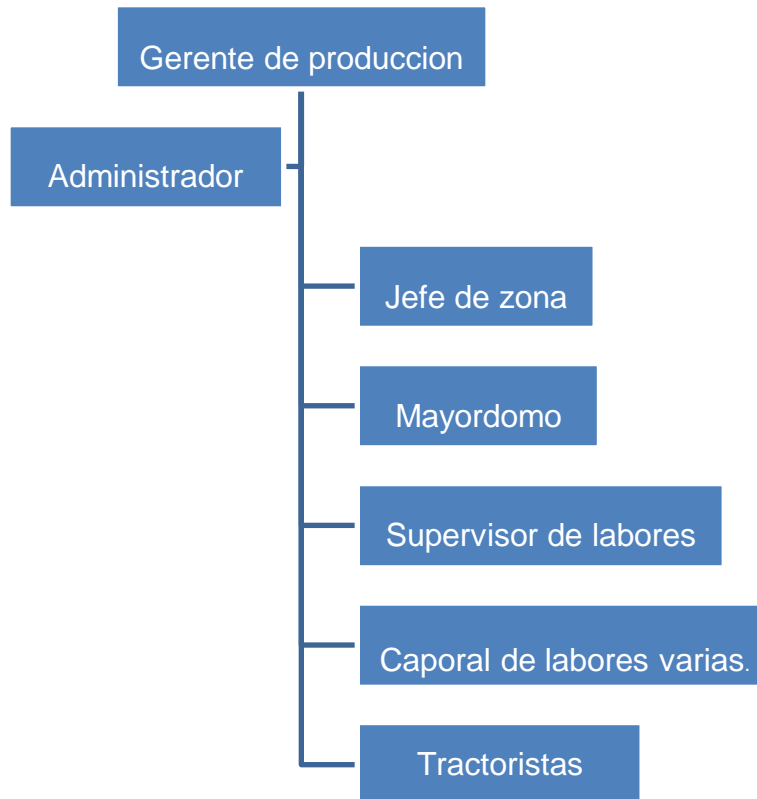 Gerente de produccion
Administrador
Jefe de zona
Mayordomo
Supervisor de labores
Caporal de labores varias.
Tractoristas